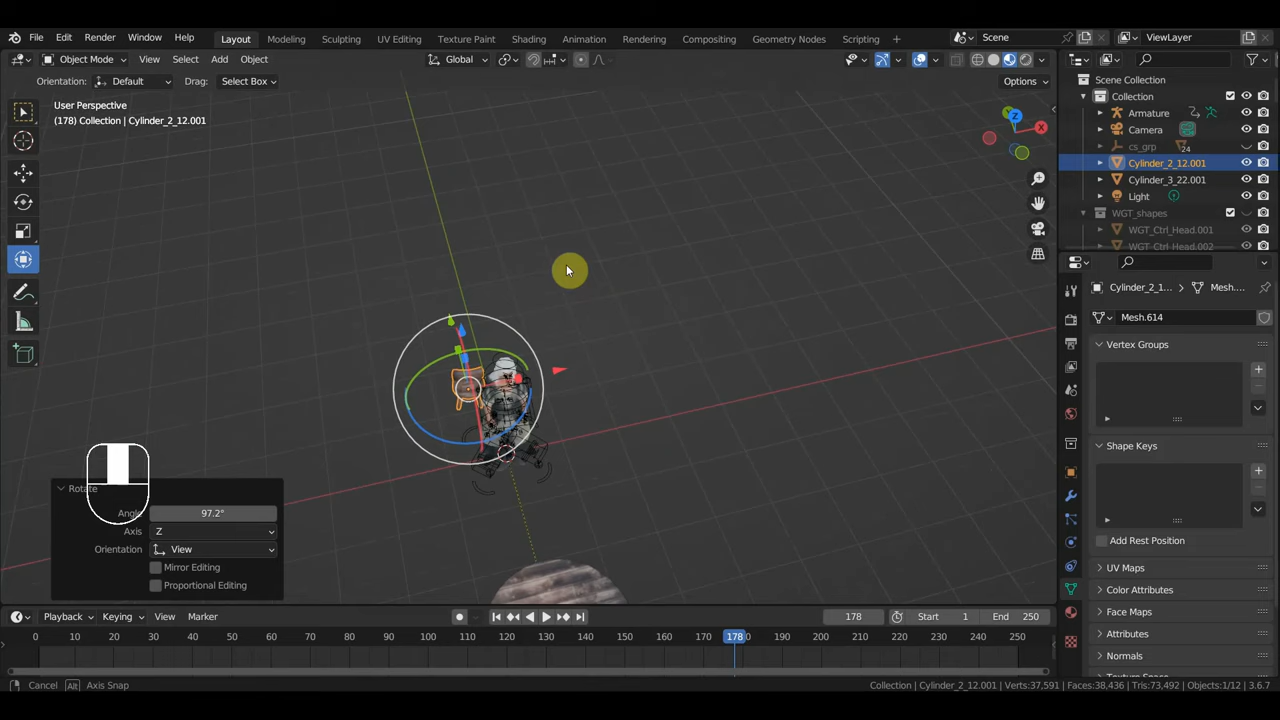 File Edit Render Window Help Layout Modeling Sculpting UV Editing Texture Paint Shading Animation Rendering Compositing Geometry Nodes Scripting + Scene ViewLayer
Object Mode View Select Add Object Global
Orientation: Default Drag: Select Box Options
User Perspective
(178) Collection | Cylinder_2_12.001
Z
X
Y
Scene Collection
Collection
Armature
Camera
cs_grp 24
Cylinder_2_12.001
Cylinder_3_22.001
Light
WGT_shapes
WGT_Ctrl_Head.001
WGT_Ctrl_Head.002
Cylinder_2_1... Mesh....
Mesh.614
Vertex Groups
Shape Keys
Add Rest Position
UV Maps
Color Attributes
Face Maps
Attributes
Normals
Rotate
Angle 97.2°
Axis Z
Orientation View
Mirror Editing
Proportional Editing
Playback Keying View Marker 178 Start 1 End 250
0 10 20 30 40 50 60 70 80 90 100 110 120 130 140 150 160 170 178 190 200 210 220 230 240 250
Cancel Alt Axis Snap Collection | Cylinder_2_12.001 | Verts:37,591 | Faces:38,436 | Tris:73,492 | Objects:1/12 | 3.6.7